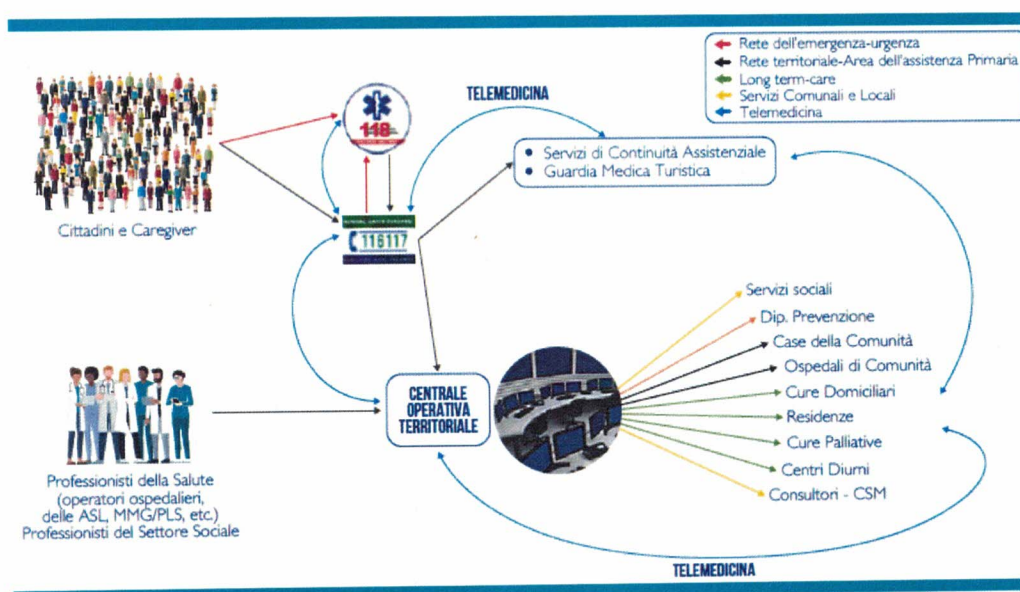 Rete dell'emergenza-urgenza
Rete territoriale-Area dell'assistenza Primaria
Long term-care
Servizi Comunali e Locali
Telemedicina
TELEMEDICINA
118
• Servizi di Continuità Assistenziale
• Guardia Medica Turistica
116117
Cittadini e Caregiver
Servizi sociali
Dip. Prevenzione
Case della Comunità
Ospedali di Comunità
Cure Domiciliari
Residenze
Cure Palliative
Centri Diurni
Consultori - CSM
CENTRALE
OPERATIVA
TERRITORIALE
Professionisti della Salute
(operatori ospedalieri,
delle ASL, MMG/PLS, etc.)
Professionisti del Settore Sociale
TELEMEDICINA